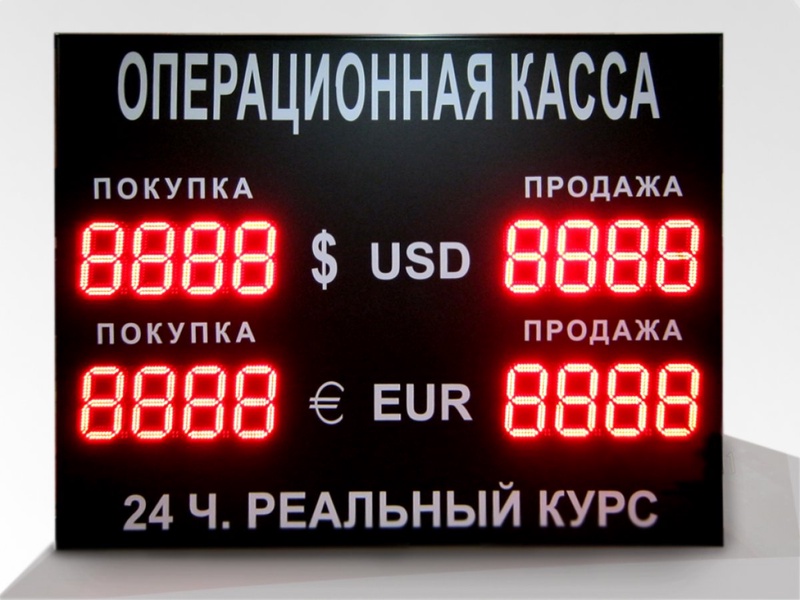 ОПЕРАЦИОННАЯ КАССА
ПОКУПКА ПРОДАЖА
8888 $ USD 8888
ПОКУПКА ПРОДАЖА
8888 € EUR 8888
24 Ч. РЕАЛЬНЫЙ КУРС